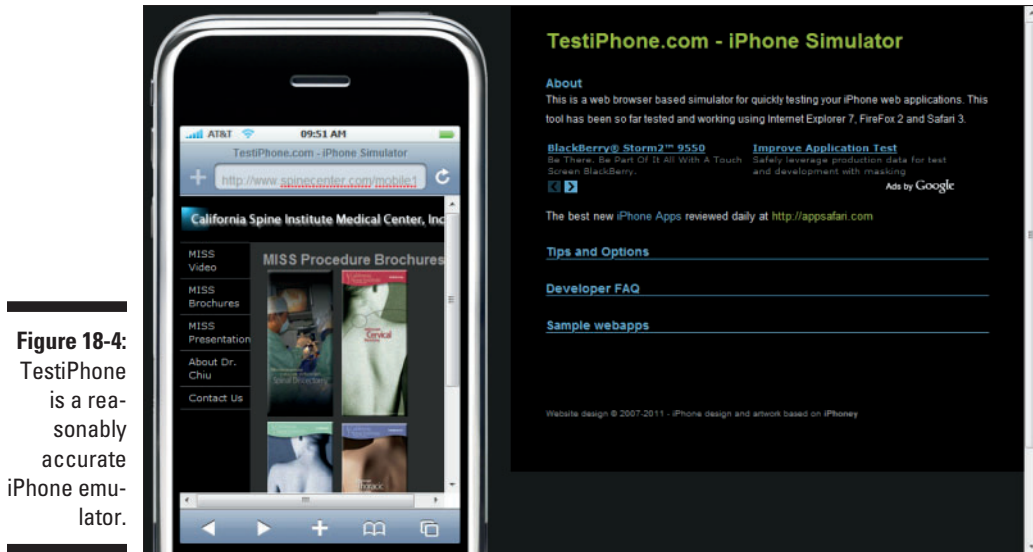 Figure 18-4:
TestiPhone
is a rea-
sonably
accurate
iPhone emu-
lator.
AT&T
09:51 AM
TestiPhone.com - iPhone Simulator
http://www.spinecenter.com/mobile1
California Spine Institute Medical Center, Inc
MISS
Video
MISS
Brochures
MISS
Presentation
About Dr.
Chiu
Contact Us
MISS Procedure Brochures
Spinal Discectomy
Cervical
Thoracic
TestiPhone.com - iPhone Simulator
About
This is a web browser based simulator for quickly testing your iPhone web applications. This
tool has been so far tested and working using Internet Explorer 7, FireFox 2 and Safari 3.
BlackBerry® Storm2™ 9550
Be There. Be Part Of It All With A Touch
Screen BlackBerry.
Improve Application Test
Safely leverage production data for test
and development with masking
Ads by Google
The best new iPhone Apps reviewed daily at http://appsafari.com
Tips and Options
Developer FAQ
Sample webapps
Website design © 2007-2011 - iPhone design and artwork based on iPhoney